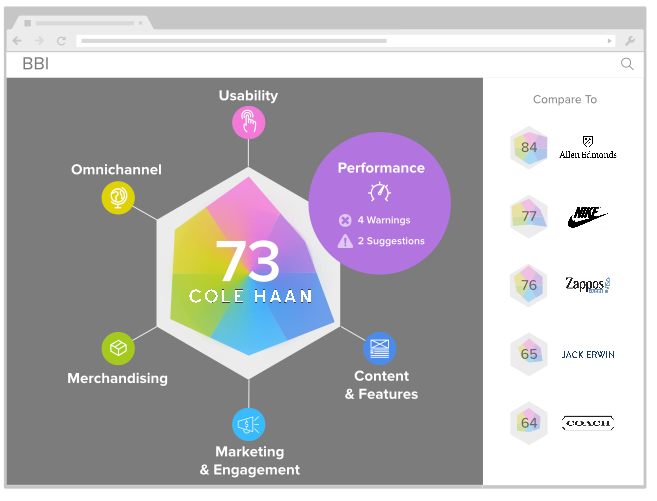 BBI
Usability
Omnichannel
Performance
4 Warnings
2 Suggestions
73
COLE HAAN
Merchandising
Content
& Features
Marketing
& Engagement
Compare To
84
Allen Edmonds
77
NIKE
76
Zappos
65
JACK ERWIN
64
COACH